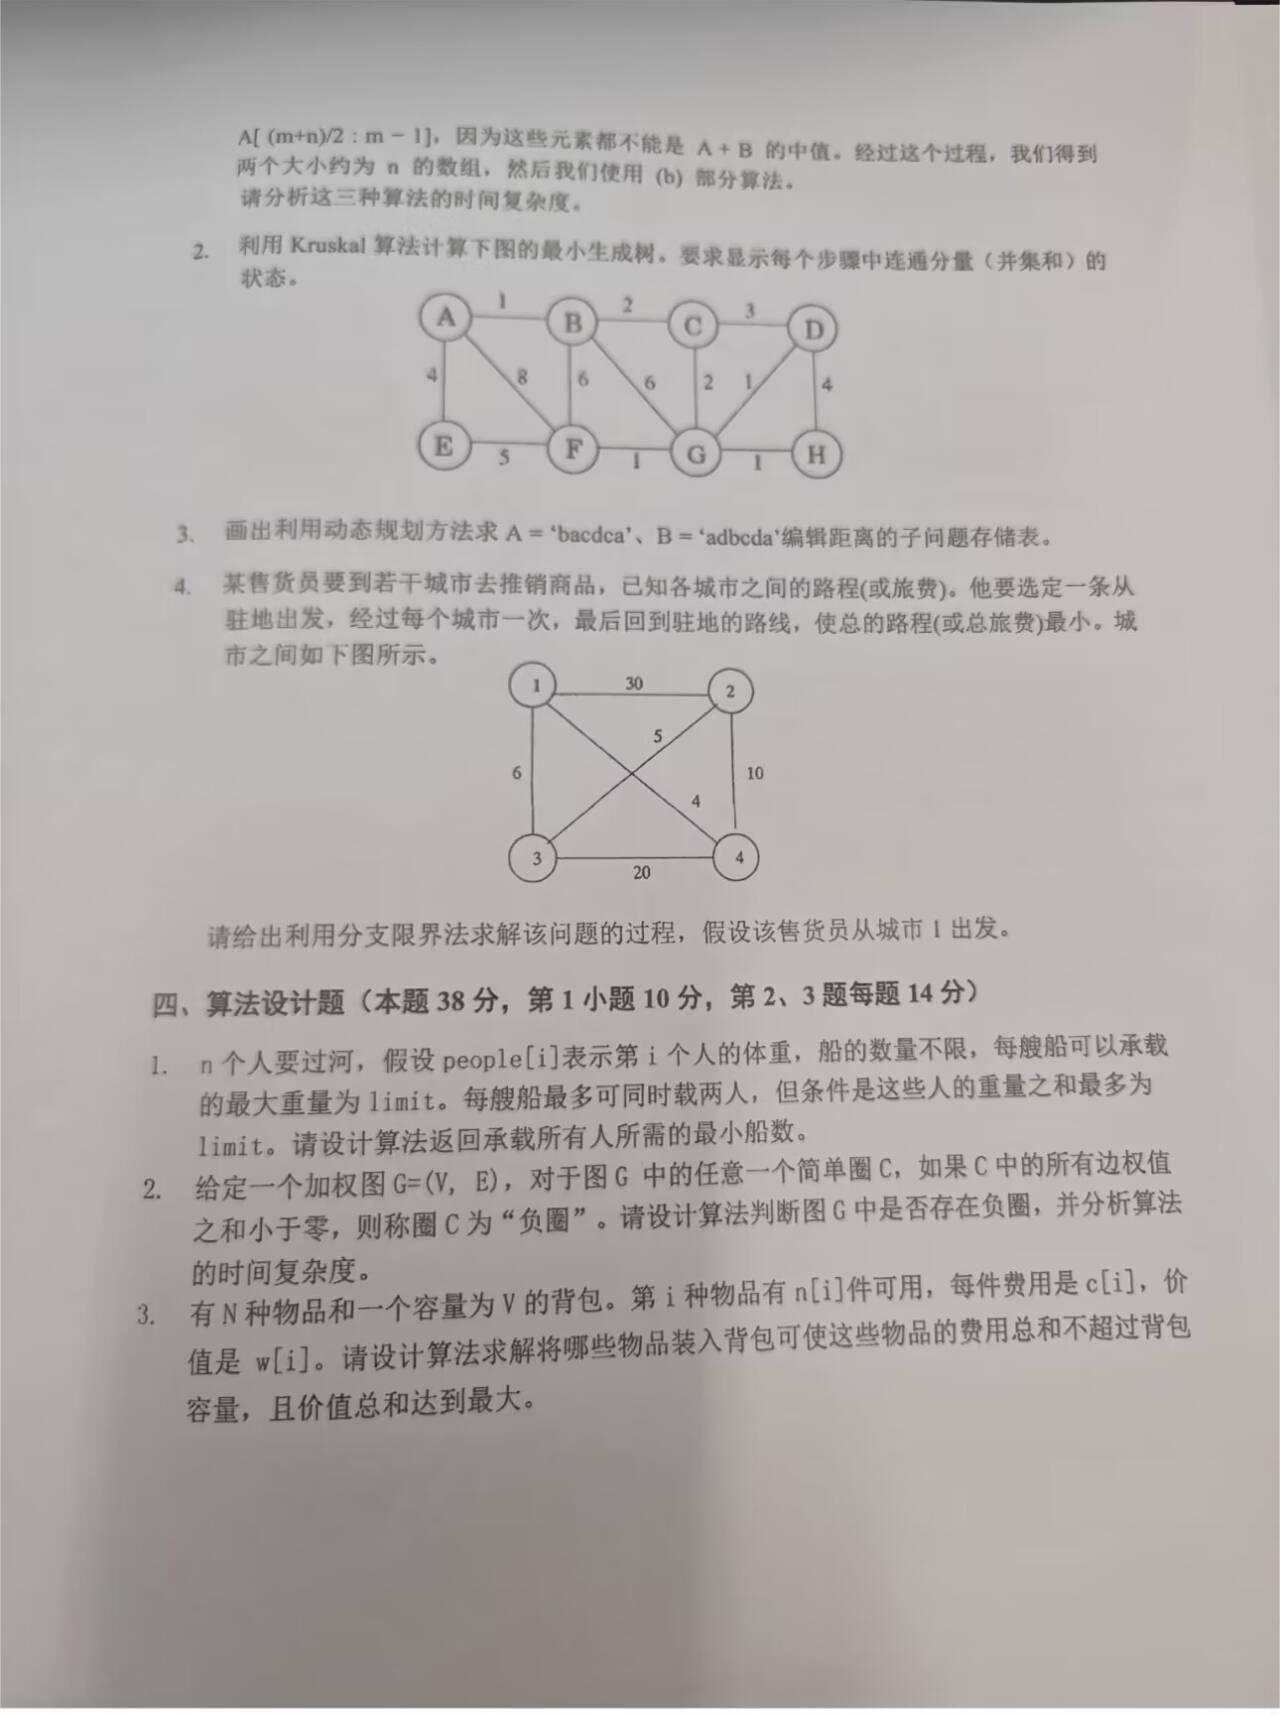 A[ (m+n)/2 : m − 1]，因为这些元素都不能是 A + B 的中值。经过这个过程，我们得到
两个大小约为 n 的数组，然后我们使用 (b) 部分算法。
请分析这三种算法的时间复杂度。
2. 利用 Kruskal 算法计算下图的最小生成树。要求显示每个步骤中连通分量（并集和）的
状态。
1 2 3
A B C D
4 8 6 6 2 1 4
E F G H
5 1 1
3. 画出利用动态规划方法求 A = ‘bacdca’、B = ‘adbcda’编辑距离的子问题存储表。
4. 某售货员要到若干城市去推销商品，已知各城市之间的路程(或旅费)。他要选定一条从
驻地出发，经过每个城市一次，最后回到驻地的路线，使总的路程(或总旅费)最小。城
市之间如下图所示。
1 30 2
5
6 10
4
3 4
20
请给出利用分支限界法求解该问题的过程，假设该售货员从城市 1 出发。
四、算法设计题（本题 38 分，第 1 小题 10 分，第 2、3 题每题 14 分）
1. n 个人要过河，假设 people[i]表示第 i 个人的体重，船的数量不限，每艘船可以承载
的最大重量为 limit。每艘船最多可同时载两人，但条件是这些人的重量之和最多为
limit。请设计算法返回承载所有人所需的最小船数。
2. 给定一个加权图 G=(V, E)，对于图 G 中的任意一个简单圈 C，如果 C 中的所有边权值
之和小于零，则称圈 C 为“负圈”。请设计算法判断图 G 中是否存在负圈，并分析算法
的时间复杂度。
3. 有 N 种物品和一个容量为 V 的背包。第 i 种物品有 n[i]件可用，每件费用是 c[i]，价
值是 w[i]。请设计算法求解将哪些物品装入背包可使这些物品的费用总和不超过背包
容量，且价值总和达到最大。